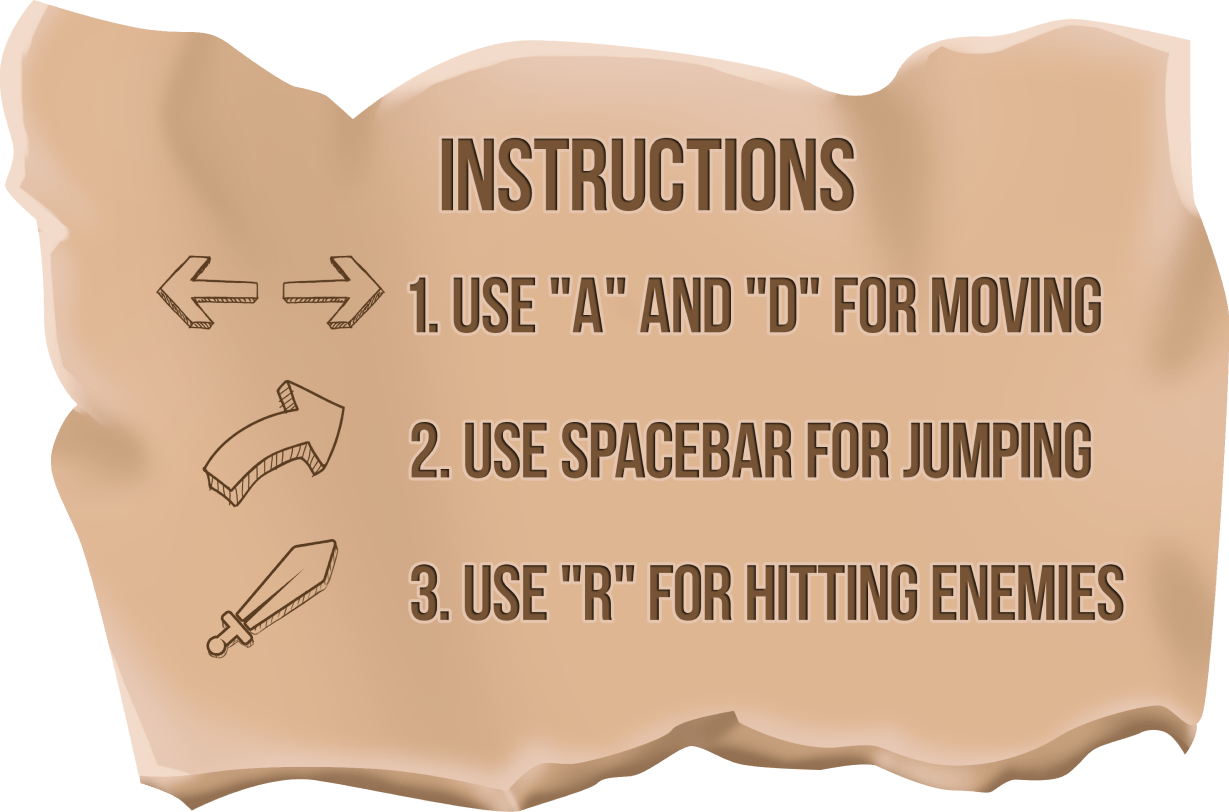 INSTRUCTIONS
1. USE "A" AND "D" FOR MOVING
2. USE SPACEBAR FOR JUMPING
3. USE "R" FOR HITTING ENEMIES